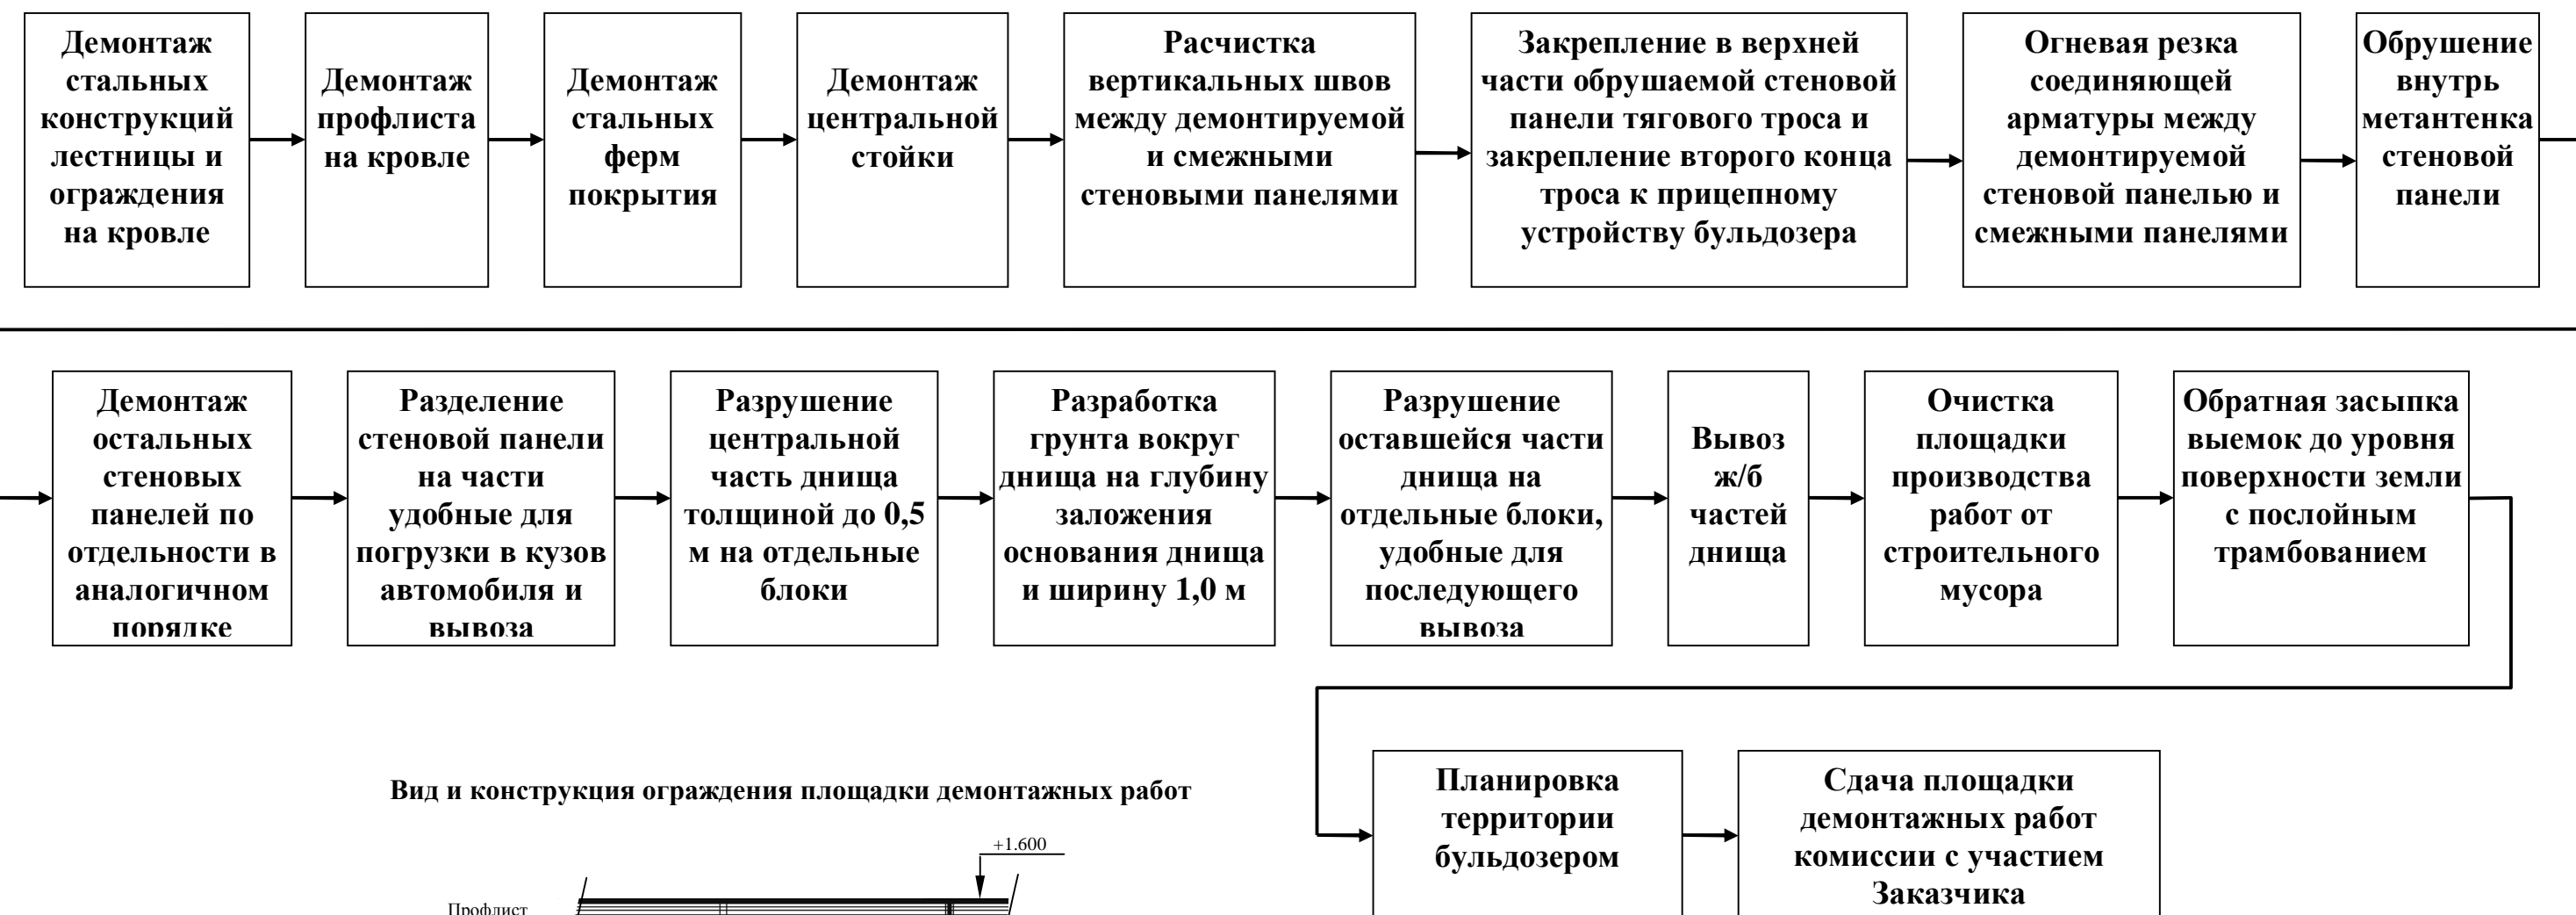 Демонтаж
стальных
конструкций
лестницы и
ограждения
на кровле
Демонтаж
профлиста
на кровле
Демонтаж
стальных
ферм
покрытия
Демонтаж
центральной
стойки
Расчистка
вертикальных швов
между демонтируемой
и смежными
стеновыми панелями
Закрепление в верхней
части обрушаемой стеновой
панели тягового троса и
закрепление второго конца
троса к прицепному
устройству бульдозера
Огневая резка
соединяющей
арматуры между
демонтируемой
стеновой панелью и
смежными панелями
Обрушение
внутрь
метантенка
стеновой
панели
Демонтаж
остальных
стеновых
панелей по
отдельности в
аналогичном
порядке
Разделение
стеновой панели
на части
удобные для
погрузки в кузов
автомобиля и
вывоза
Разрушение
центральной
часть днища
толщиной до 0,5
м на отдельные
блоки
Разработка
грунта вокруг
днища на глубину
заложения
основания днища
и ширину 1,0 м
Разрушение
оставшейся части
днища на
отдельные блоки,
удобные для
последующего
вывоза
Вывоз
ж/б
частей
днища
Очистка
площадки
производства
работ от
строительного
мусора
Обратная засыпка
выемок до уровня
поверхности земли
с послойным
трамбованием
Планировка
территории
бульдозером
Сдача площадки
демонтажных работ
комиссии с участием
Заказчика
Вид и конструкция ограждения площадки демонтажных работ
+1.600
Профлист